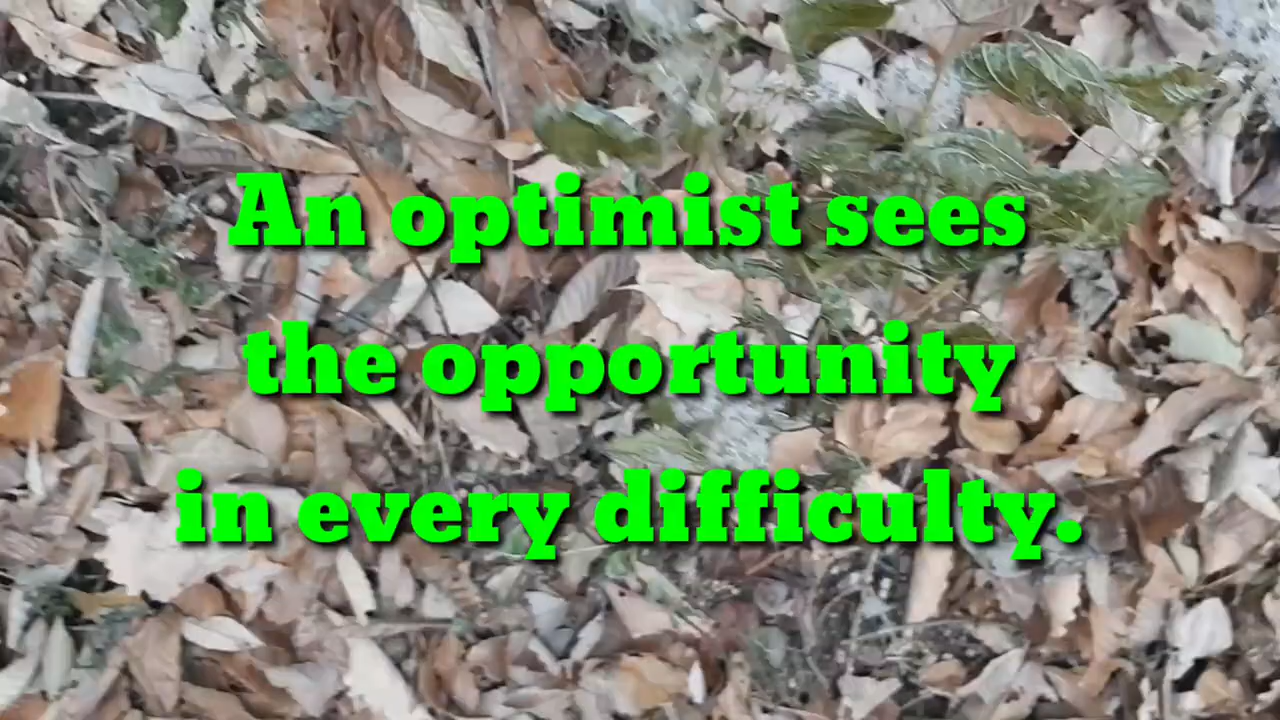 An optimist sees
the opportunity
in every difficulty.